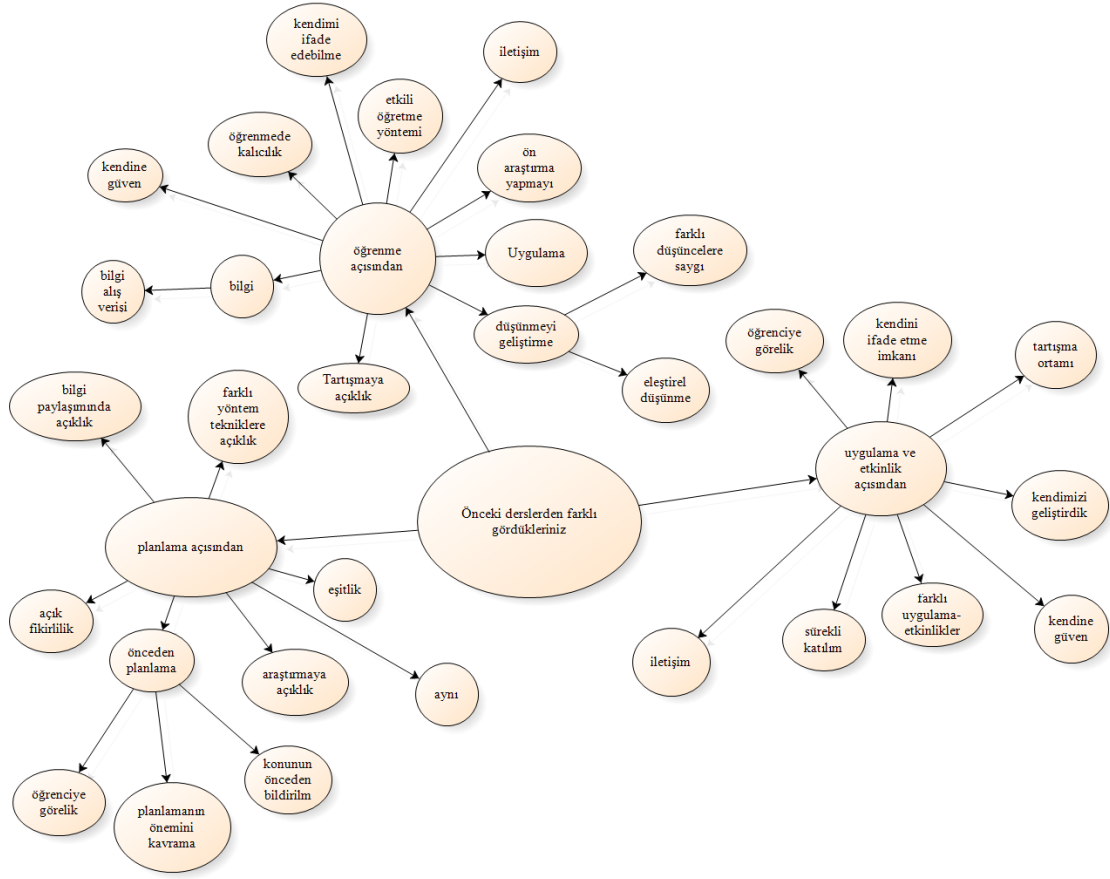 kendimi
ifade
edebilme
iletişim
etkili
öğretme
yöntemi
öğrenmede
kalıcılık
kendine
güven
ön
araştırma
yapmayı
öğrenme
açısından
Uygulama
farklı
düşüncelere
saygı
bilgi
alış
verisi
bilgi
düşünmeyi
geliştirme
Tartışmaya
açıklık
eleştirel
düşünme
öğrenciye
görelik
kendini
ifade etme
imkanı
tartışma
ortamı
bilgi
paylaşımında
açıklık
farklı
yöntem
tekniklere
açıklık
uygulama ve
etkinlik
açısından
Önceki derslerden farklı
gördükleriniz
kendimizi
geliştirdik
planlama açısından
eşitlik
açık
fikirlilik
önceden
planlama
araştırmaya
açıklık
aynı
iletişim
sürekli
katılım
farklı
uygulama-
etkinlikler
kendine
güven
öğrenciye
görelik
planlamanın
önemini
kavrama
konunun
önceden
bildirilm